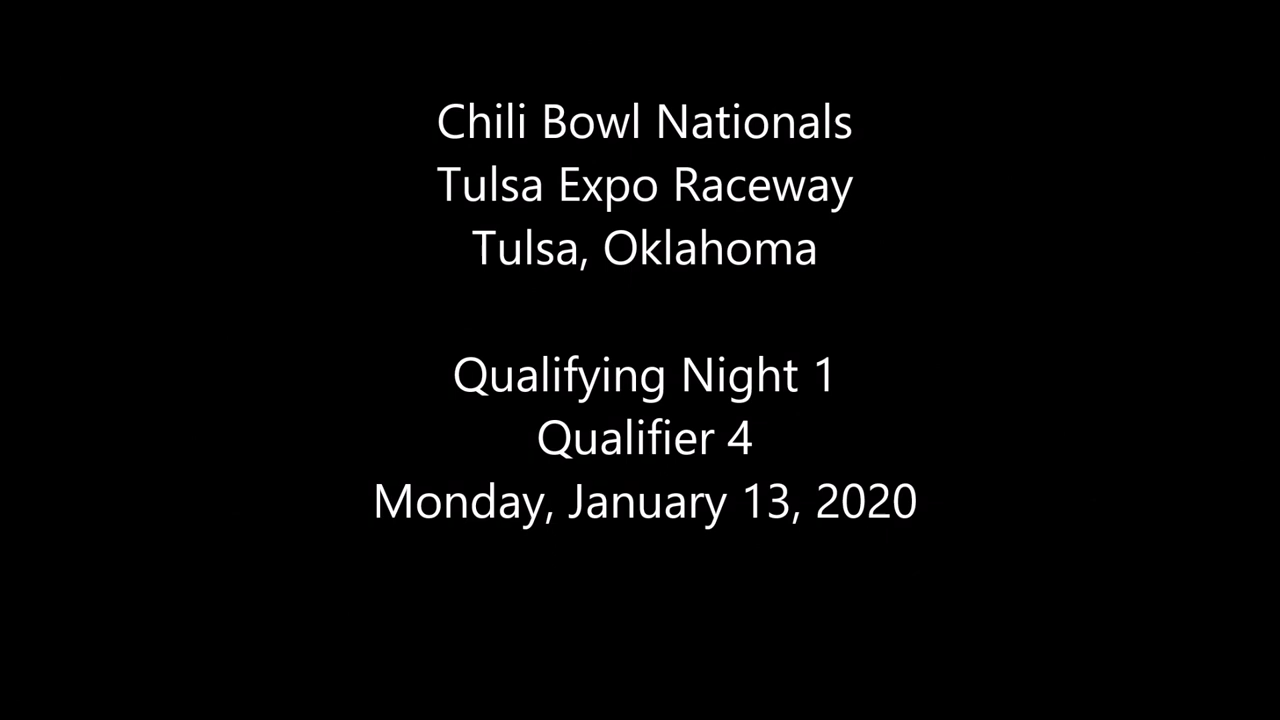 Chili Bowl Nationals
Tulsa Expo Raceway
Tulsa, Oklahoma
Qualifying Night 1
Qualifier 4
Monday, January 13, 2020